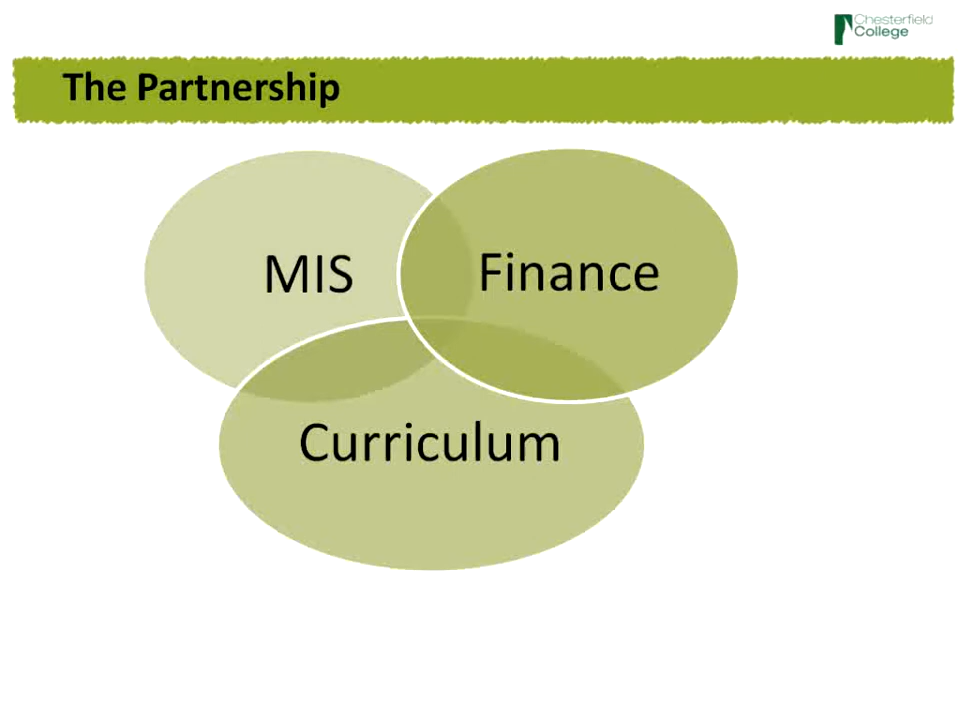 Chesterfield
College
The Partnership
MIS
Finance
Curriculum